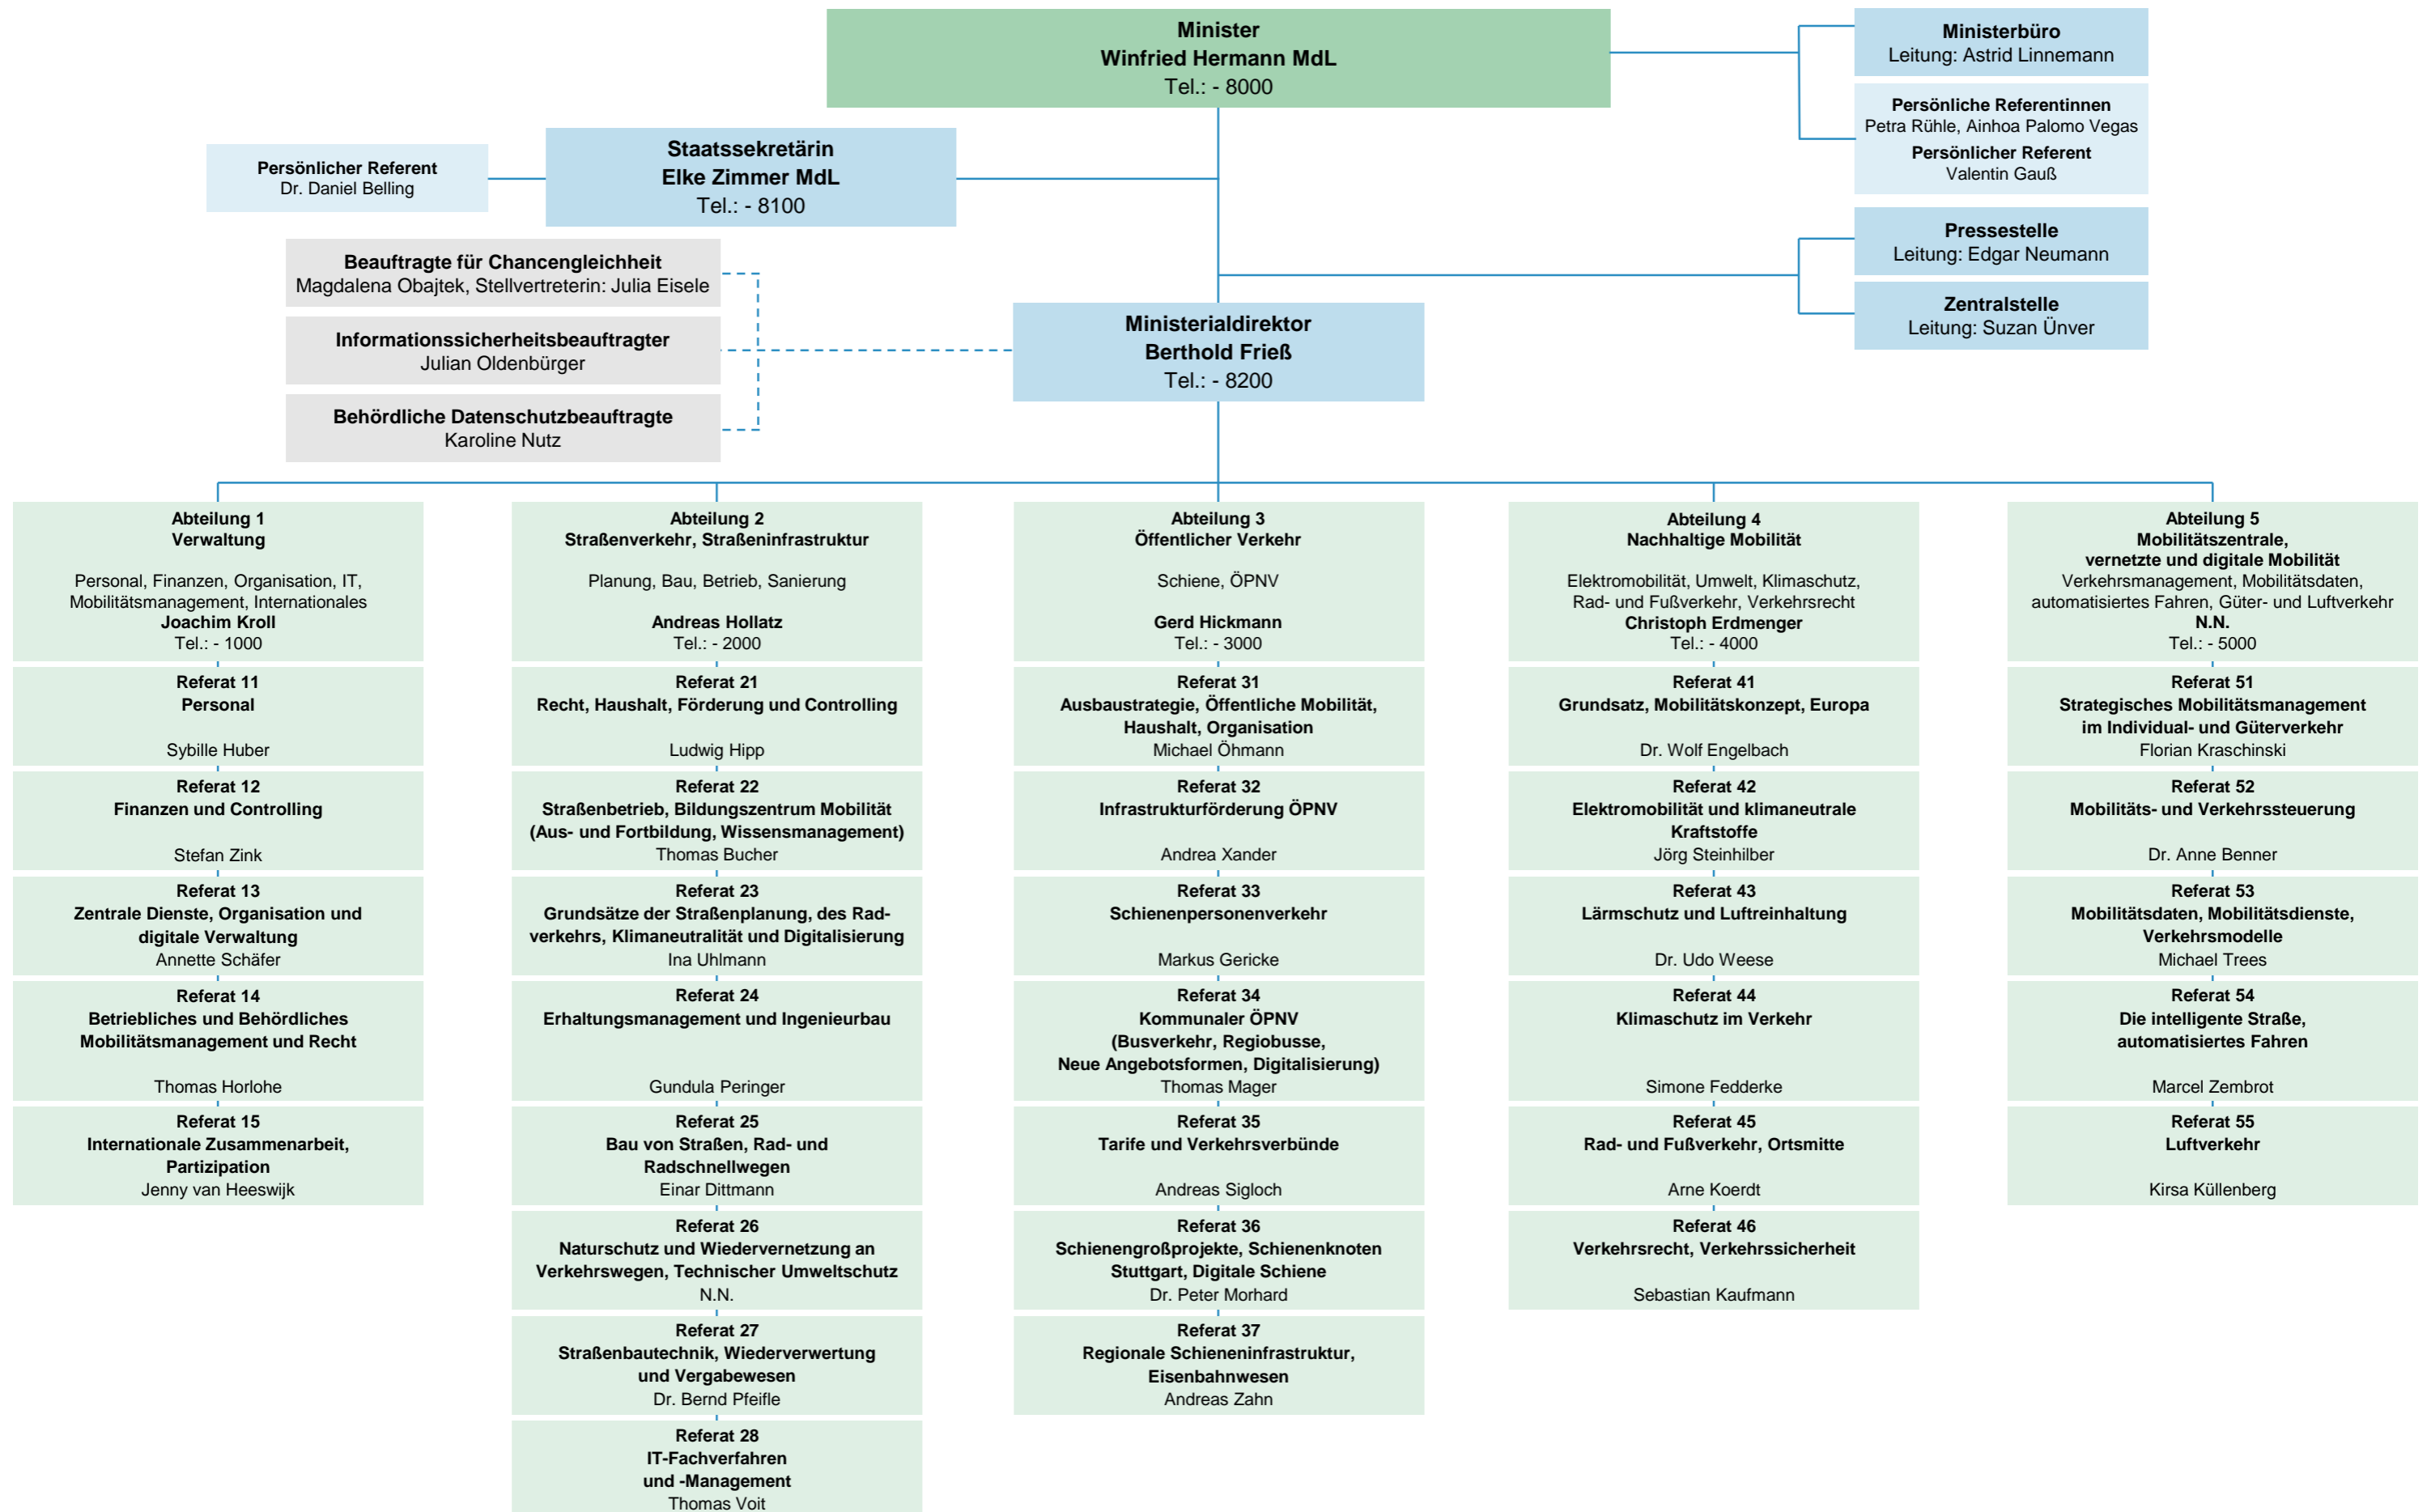 Minister
Winfried Hermann MdL
Tel.: - 8000
Ministerbüro
Leitung: Astrid Linnemann
Persönliche Referentinnen
Petra Rühle, Ainhoa Palomo Vegas
Persönlicher Referent
Valentin Gauß
Staatssekretärin
Elke Zimmer MdL
Tel.: - 8100
Persönlicher Referent
Dr. Daniel Belling
Pressestelle
Leitung: Edgar Neumann
Zentralstelle
Leitung: Suzan Ünver
Beauftragte für Chancengleichheit
Magdalena Obajtek, Stellvertreterin: Julia Eisele
Informationssicherheitsbeauftragter
Julian Oldenbürger
Behördliche Datenschutzbeauftragte
Karoline Nutz
Ministerialdirektor
Berthold Frieß
Tel.: - 8200
Abteilung 1
Verwaltung
Personal, Finanzen, Organisation, IT,
Mobilitätsmanagement, Internationales
Joachim Kroll
Tel.: - 1000
Referat 11
Personal
Sybille Huber
Referat 12
Finanzen und Controlling
Stefan Zink
Referat 13
Zentrale Dienste, Organisation und
digitale Verwaltung
Annette Schäfer
Referat 14
Betriebliches und Behördliches
Mobilitätsmanagement und Recht
Thomas Horlohe
Referat 15
Internationale Zusammenarbeit,
Partizipation
Jenny van Heeswijk
Abteilung 2
Straßenverkehr, Straßeninfrastruktur
Planung, Bau, Betrieb, Sanierung
Andreas Hollatz
Tel.: - 2000
Referat 21
Recht, Haushalt, Förderung und Controlling
Ludwig Hipp
Referat 22
Straßenbetrieb, Bildungszentrum Mobilität
(Aus- und Fortbildung, Wissensmanagement)
Thomas Bucher
Referat 23
Grundsätze der Straßenplanung, des Rad-
verkehrs, Klimaneutralität und Digitalisierung
Ina Uhlmann
Referat 24
Erhaltungsmanagement und Ingenieurbau
Gundula Peringer
Referat 25
Bau von Straßen, Rad- und
Radschnellwegen
Einar Dittmann
Referat 26
Naturschutz und Wiedervernetzung an
Verkehrswegen, Technischer Umweltschutz
N.N.
Referat 27
Straßenbautechnik, Wiederverwertung
und Vergabewesen
Dr. Bernd Pfeifle
Referat 28
IT-Fachverfahren
und -Management
Thomas Voit
Abteilung 3
Öffentlicher Verkehr
Schiene, ÖPNV
Gerd Hickmann
Tel.: - 3000
Referat 31
Ausbaustrategie, Öffentliche Mobilität,
Haushalt, Organisation
Michael Öhmann
Referat 32
Infrastrukturförderung ÖPNV
Andrea Xander
Referat 33
Schienenpersonenverkehr
Markus Gericke
Referat 34
Kommunaler ÖPNV
(Busverkehr, Regiobusse,
Neue Angebotsformen, Digitalisierung)
Thomas Mager
Referat 35
Tarife und Verkehrsverbünde
Andreas Sigloch
Referat 36
Schienengroßprojekte, Schienenknoten
Stuttgart, Digitale Schiene
Dr. Peter Morhard
Referat 37
Regionale Schieneninfrastruktur,
Eisenbahnwesen
Andreas Zahn
Abteilung 4
Nachhaltige Mobilität
Elektromobilität, Umwelt, Klimaschutz,
Rad- und Fußverkehr, Verkehrsrecht
Christoph Erdmenger
Tel.: - 4000
Referat 41
Grundsatz, Mobilitätskonzept, Europa
Dr. Wolf Engelbach
Referat 42
Elektromobilität und klimaneutrale
Kraftstoffe
Jörg Steinhilber
Referat 43
Lärmschutz und Luftreinhaltung
Dr. Udo Weese
Referat 44
Klimaschutz im Verkehr
Simone Fedderke
Referat 45
Rad- und Fußverkehr, Ortsmitte
Arne Koerdt
Referat 46
Verkehrsrecht, Verkehrssicherheit
Sebastian Kaufmann
Abteilung 5
Mobilitätszentrale,
vernetzte und digitale Mobilität
Verkehrsmanagement, Mobilitätsdaten,
automatisiertes Fahren, Güter- und Luftverkehr
N.N.
Tel.: - 5000
Referat 51
Strategisches Mobilitätsmanagement
im Individual- und Güterverkehr
Florian Kraschinski
Referat 52
Mobilitäts- und Verkehrssteuerung
Dr. Anne Benner
Referat 53
Mobilitätsdaten, Mobilitätsdienste,
Verkehrsmodelle
Michael Trees
Referat 54
Die intelligente Straße,
automatisiertes Fahren
Marcel Zembrot
Referat 55
Luftverkehr
Kirsa Küllenberg